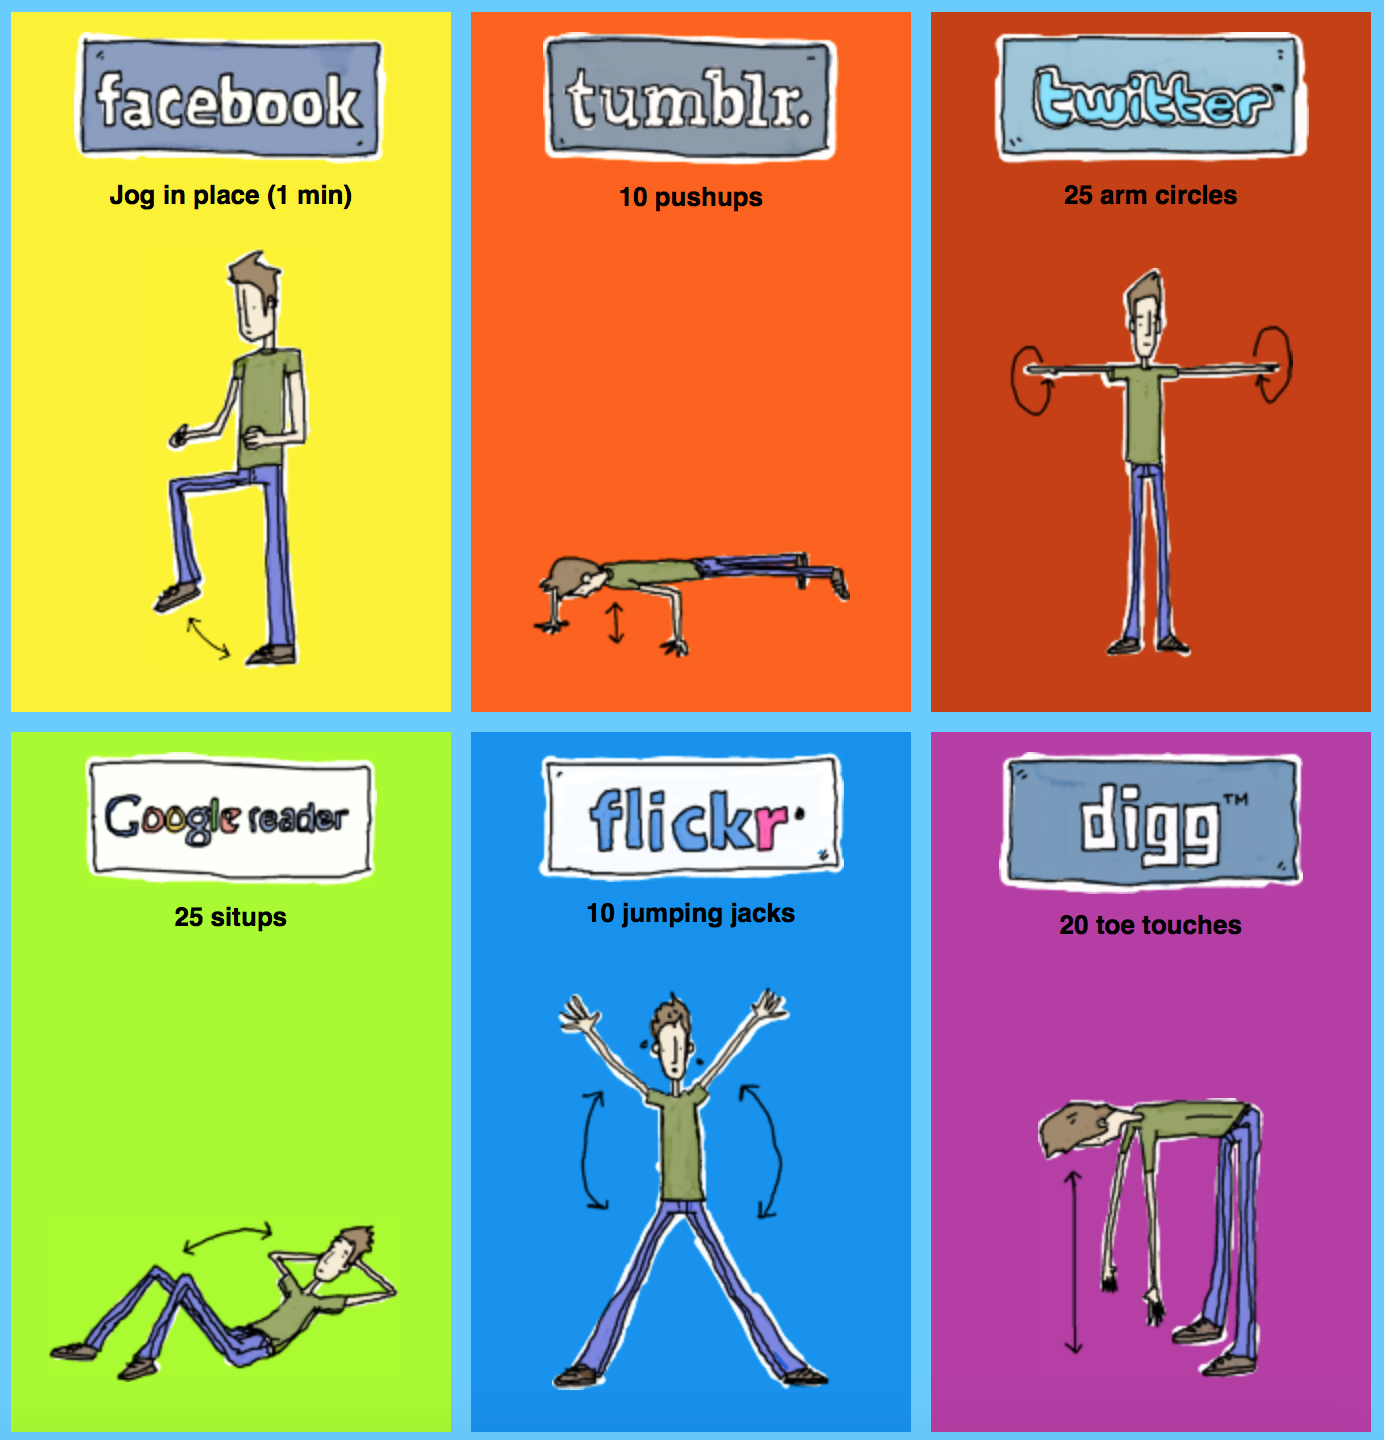 facebook
Jog in place (1 min)
tumblr.
10 pushups
twitter™
25 arm circles
Google reader
25 situps
flickr
10 jumping jacks
digg™
20 toe touches